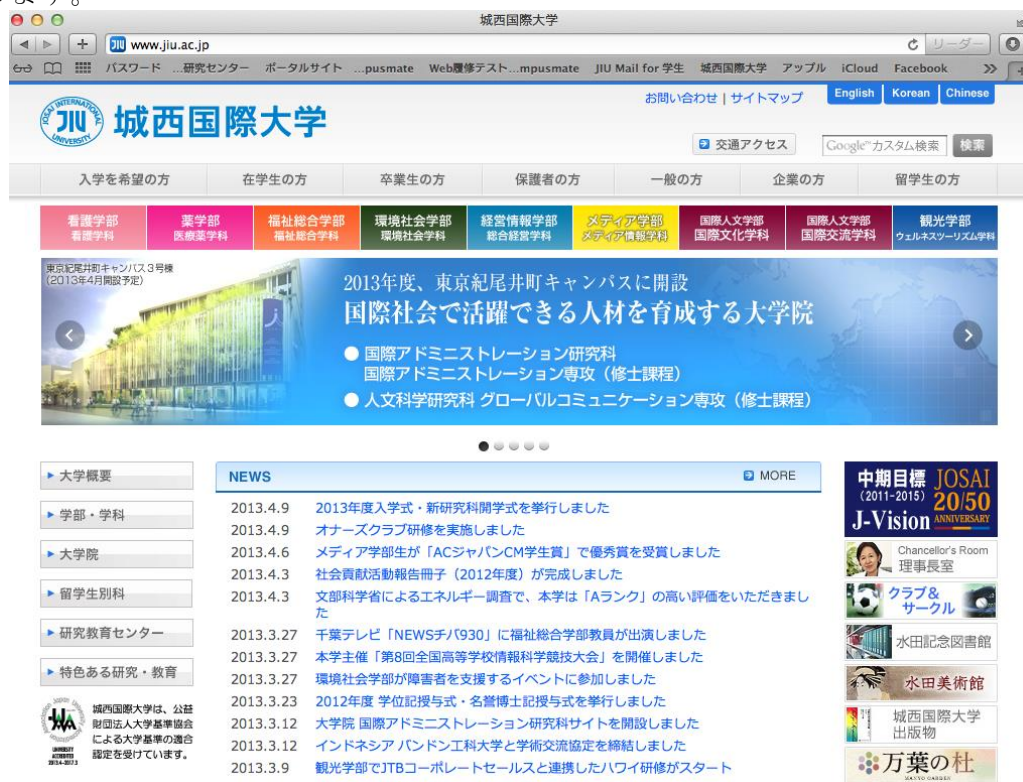 ます。
城西国際大学
www.jiu.ac.jp
リーダー
パスワード …研究センター ポータルサイト …pusmate Web履修テスト…mpusmate JIU Mail for 学生 城西国際大学 アップル iCloud Facebook
お問い合わせ | サイトマップ English Korean Chinese
JOSAI INTERNATIONAL UNIVERSITY JIU 城西国際大学
交通アクセス Google™カスタム検索 検索
入学を希望の方 在学生の方 卒業生の方 保護者の方 一般の方 企業の方 留学生の方
看護学部 薬学部 福祉総合学部 環境社会学部 経営情報学部 メディア学部 国際人文学部 国際人文学部 観光学部
看護学科 医療薬学科 福祉総合学科 環境社会学科 総合経営学科 メディア情報学科 国際文化学科 国際交流学科 ウェルネスツーリズム学科
東京紀尾井町キャンパス3号棟
(2013年4月開設予定)
2013年度、東京紀尾井町キャンパスに開設
国際社会で活躍できる人材を育成する大学院
● 国際アドミニストレーション研究科
国際アドミニストレーション専攻(修士課程)
● 人文科学研究科 グローバルコミュニケーション専攻(修士課程)
大学概要
学部・学科
大学院
留学生別科
研究教育センター
特色ある研究・教育
城西国際大学は、公益
財団法人大学基準協会
による大学基準の適合
認定を受けています。
NEWS MORE
2013.4.9 2013年度入学式・新研究科開学式を挙行しました
2013.4.9 オナーズクラブ研修を実施しました
2013.4.6 メディア学部生が「ACジャパンCM学生賞」で優秀賞を受賞しました
2013.4.3 社会貢献活動報告冊子(2012年度)が完成しました
2013.4.3 文部科学省によるエネルギー調査で、本学は「Aランク」の高い評価をいただきまし
た
2013.3.27 千葉テレビ「NEWSチバ930」に福祉総合学部教員が出演しました
2013.3.27 本学主催「第8回全国高等学校情報科学競技大会」を開催しました
2013.3.27 環境社会学部が障害者を支援するイベントに参加しました
2013.3.23 2012年度 学位記授与式・名誉博士記授与式を挙行しました
2013.3.12 大学院 国際アドミニストレーション研究科サイトを開設しました
2013.3.12 インドネシア バンドン工科大学と学術交流協定を締結しました
2013.3.9 観光学部でJTBコーポレートセールスと連携したハワイ研修がスタート
中期目標 JOSAI
(2011-2015) 20/50
J-Vision ANNIVERSARY
Chancellor's Room
理事長室
クラブ&
サークル
水田記念図書館
水田美術館
城西国際大学
出版物
万葉の杜
MANYO GARDEN